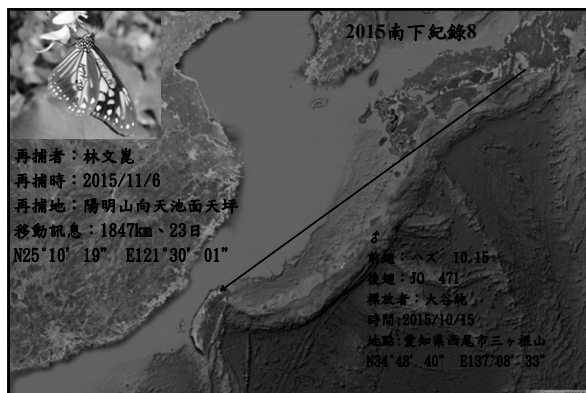 2015南下紀錄8
再捕者：林文崑
再捕時：2015/11/6
再捕地：陽明山向天池面天坪
移動訊息：1847km、23日
N25°10' 19" E121°30' 01"
♂
前翅：ハズ 10.15
後翅：JO 471
標放者：大谷純
時間:2015/10/15
地點:愛知県西尾市三ヶ根山
N34°48' 40" E137°08' 33"